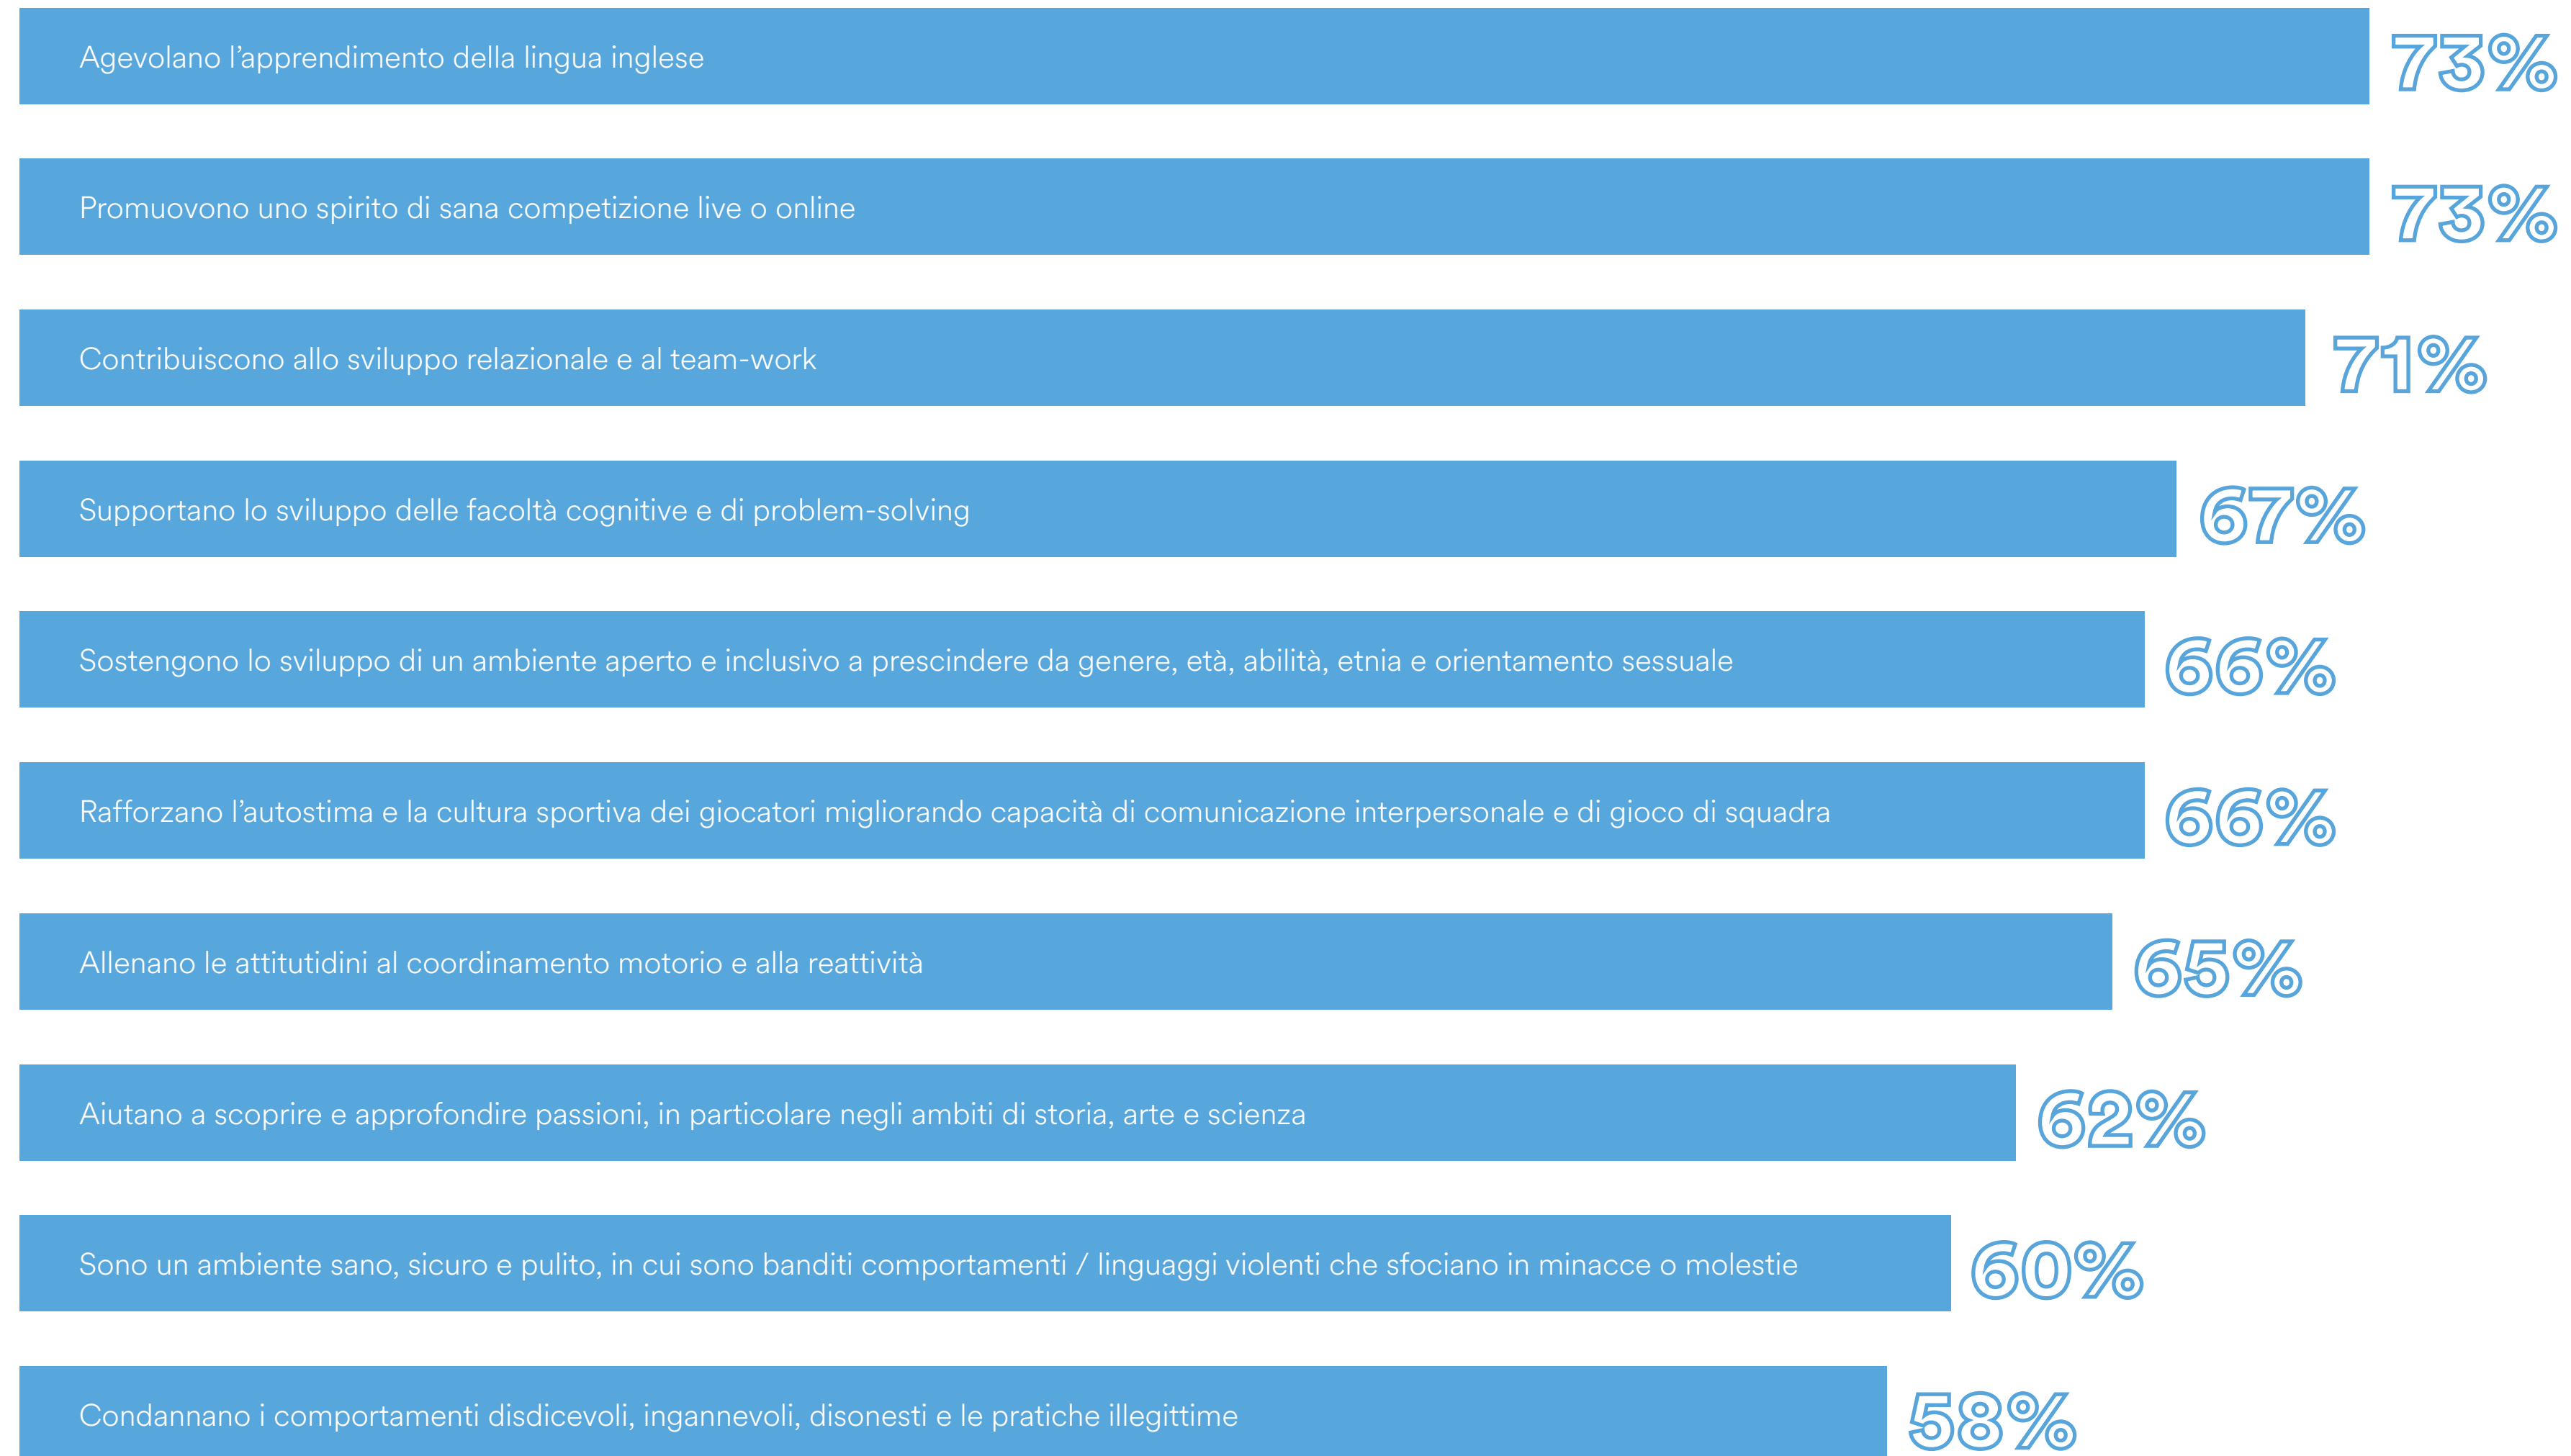 Agevolano l’apprendimento della lingua inglese 73%
Promuovono uno spirito di sana competizione live o online 73%
Contribuiscono allo sviluppo relazionale e al team-work 71%
Supportano lo sviluppo delle facoltà cognitive e di problem-solving 67%
Sostengono lo sviluppo di un ambiente aperto e inclusivo a prescindere da genere, età, abilità, etnia e orientamento sessuale 66%
Rafforzano l’autostima e la cultura sportiva dei giocatori migliorando capacità di comunicazione interpersonale e di gioco di squadra 66%
Allenano le attitutidini al coordinamento motorio e alla reattività 65%
Aiutano a scoprire e approfondire passioni, in particolare negli ambiti di storia, arte e scienza 62%
Sono un ambiente sano, sicuro e pulito, in cui sono banditi comportamenti / linguaggi violenti che sfociano in minacce o molestie 60%
Condannano i comportamenti disdicevoli, ingannevoli, disonesti e le pratiche illegittime 58%